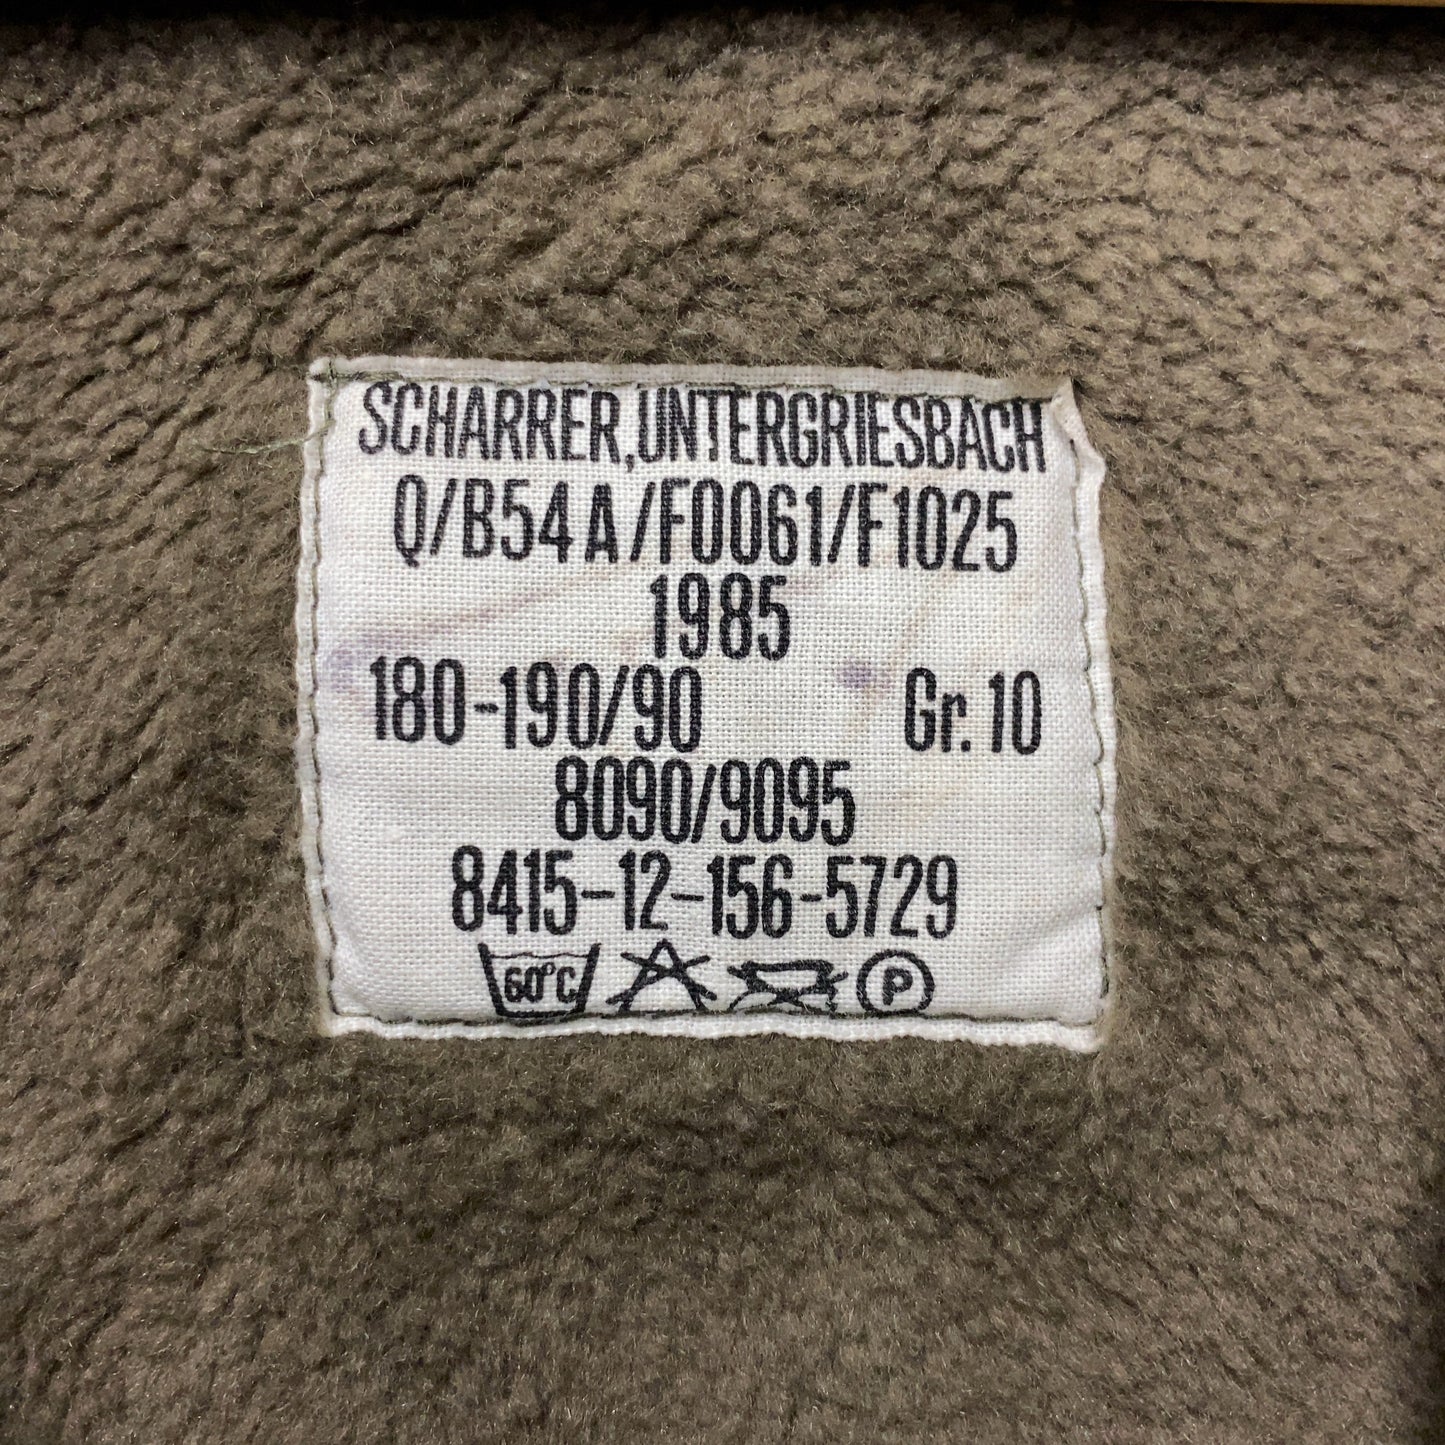 SCHARRER,UNTERGRIESBACH
Q/B54A/F0061/F1025
1985
180-190/90 Gr.10
8090/9095
8415-12-156-5729
60°C P